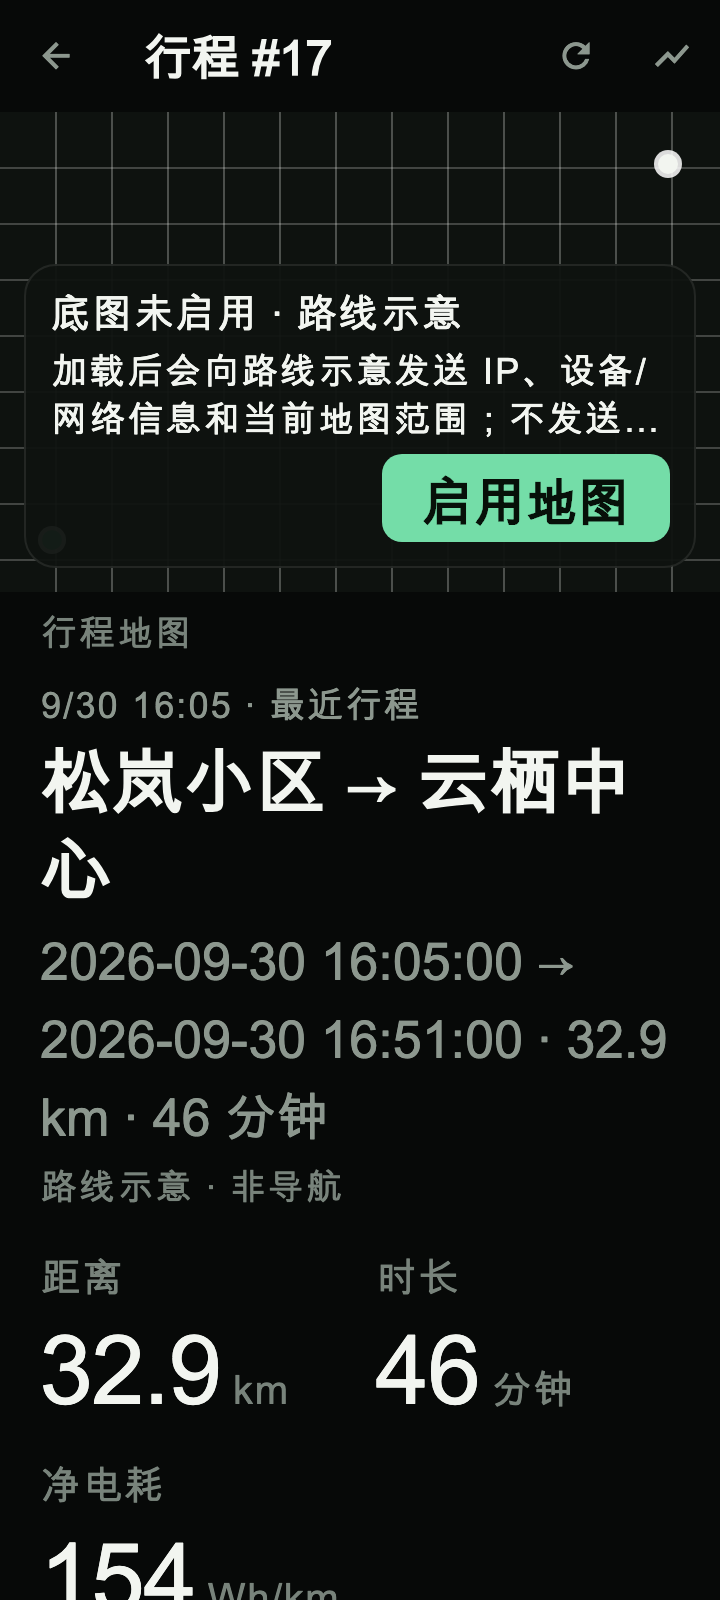 行程 #17
底图未启用 · 路线示意
加载后会向路线示意发送 IP、设备/
网络信息和当前地图范围；不发送...
启用地图
行程地图
9/30 16:05 · 最近行程
松岚小区 → 云栖中
心
2026-09-30 16:05:00 →
2026-09-30 16:51:00 · 32.9
km · 46 分钟
路线示意 · 非导航
距离 时长
32.9 km 46 分钟
净电耗
154 Wh/km